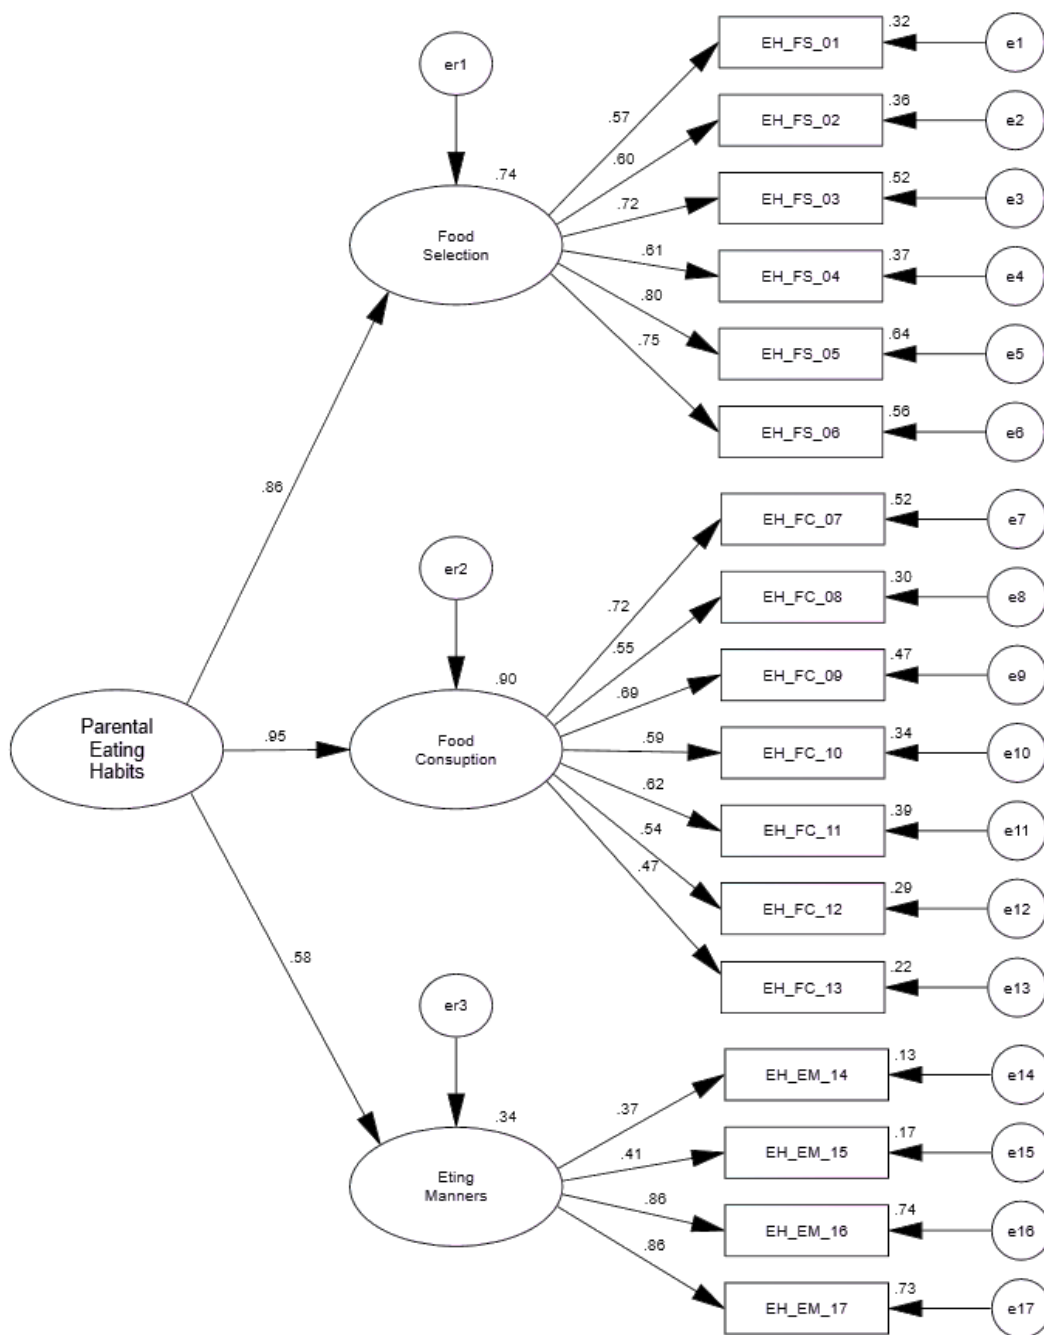 .32
EH_FS_01
e1
er1
.57
.36
EH_FS_02
e2
.60
.74
.52
EH_FS_03
e3
.72
Food
Selection
.61
.37
EH_FS_04
e4
.80
.64
EH_FS_05
e5
.75
.56
EH_FS_06
e6
.86
.52
EH_FC_07
e7
er2
.72
.30
EH_FC_08
e8
.55
.90
.47
EH_FC_09
e9
.69
Parental
Eating
Habits
.95
Food
Consuption
.59
.34
EH_FC_10
e10
.62
.39
EH_FC_11
e11
.54
.47
.29
EH_FC_12
e12
.58
.22
EH_FC_13
e13
er3
.13
EH_EM_14
e14
.34
.37
.17
EH_EM_15
e15
.41
Eting
Manners
.86
.74
EH_EM_16
e16
.86
.73
EH_EM_17
e17